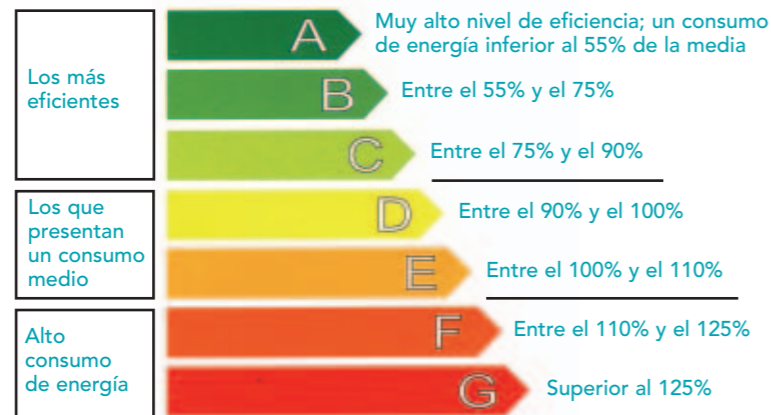 Los más
eficientes
A
Muy alto nivel de eficiencia; un consumo
de energía inferior al 55% de la media
B
Entre el 55% y el 75%
C
Entre el 75% y el 90%
Los que
presentan
un consumo
medio
D
Entre el 90% y el 100%
E
Entre el 100% y el 110%
Alto
consumo
de energía
F
Entre el 110% y el 125%
G
Superior al 125%